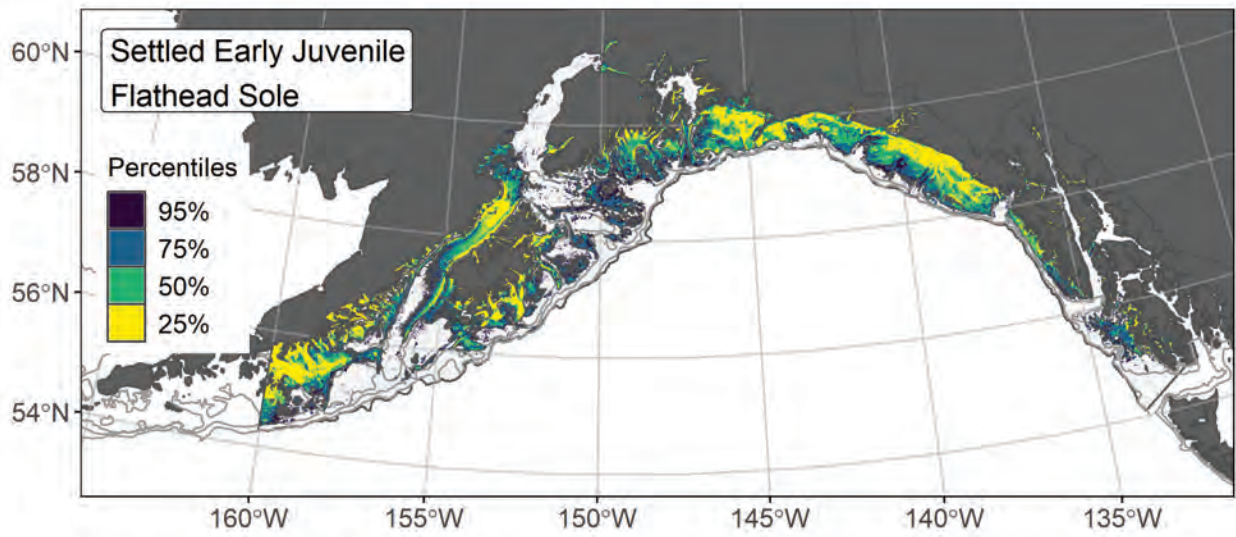 Settled Early Juvenile
Flathead Sole
Percentiles
95%
75%
50%
25%
60°N
58°N
56°N
54°N
160°W 155°W 150°W 145°W 140°W 135°W